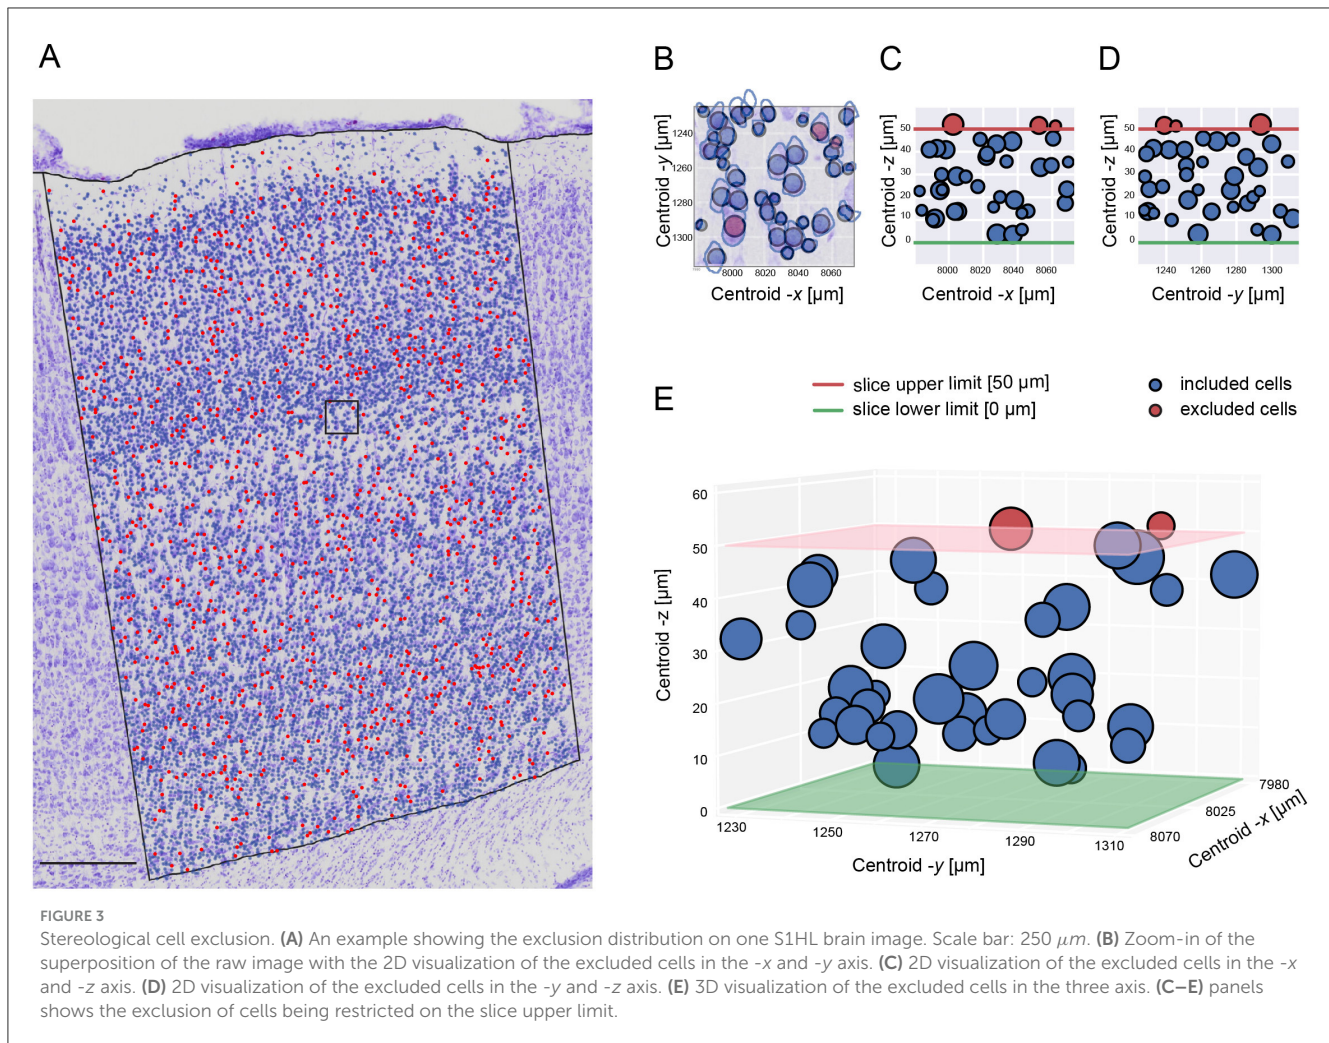 A
B
C
D
1240
1260
1280
1300
Centroid -y [µm]
8000
8020
8040
8060
Centroid -x [µm]
50
40
30
20
10
0
Centroid -z [µm]
8000
8020
8040
8060
Centroid -x [µm]
50
40
30
20
10
0
Centroid -z [µm]
1240
1260
1280
1300
Centroid -y [µm]
E
slice upper limit [50 µm]
slice lower limit [0 µm]
included cells
excluded cells
60
50
40
30
20
10
0
Centroid -z [µm]
1230
1250
1270
1290
1310
Centroid -y [µm]
7980
8025
8070
Centroid -x [µm]
FIGURE 3
Stereological cell exclusion. (A) An example showing the exclusion distribution on one S1HL brain image. Scale bar: 250 µm. (B) Zoom-in of the
superposition of the raw image with the 2D visualization of the excluded cells in the -x and -y axis. (C) 2D visualization of the excluded cells in the -x
and -z axis. (D) 2D visualization of the excluded cells in the -y and -z axis. (E) 3D visualization of the excluded cells in the three axis. (C–E) panels
shows the exclusion of cells being restricted on the slice upper limit.